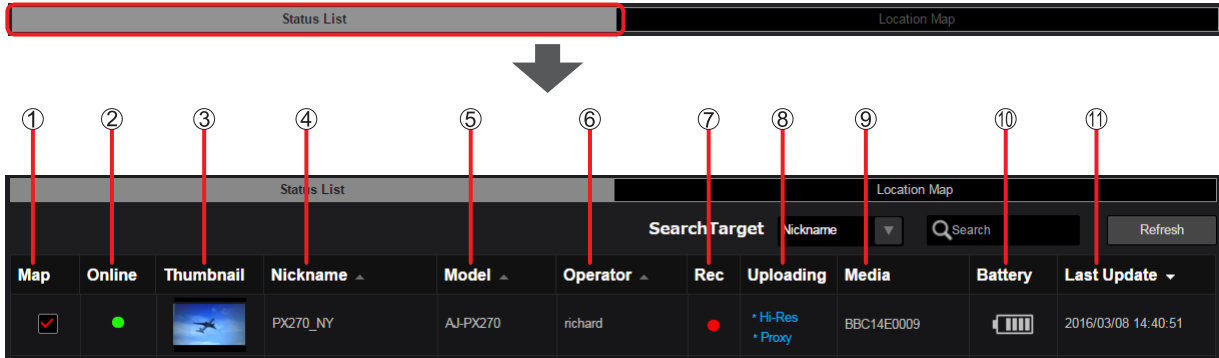 Status List Location Map
① ② ③ ④ ⑤ ⑥ ⑦ ⑧ ⑨ ⑩ ⑪
Status List Location Map
SearchTarget Nickname Search Refresh
Map Online Thumbnail Nickname Model Operator Rec Uploading Media Battery Last Update
PX270_NY AJ-PX270 richard * Hi-Res BBC14E0009 2016/03/08 14:40:51
* Proxy